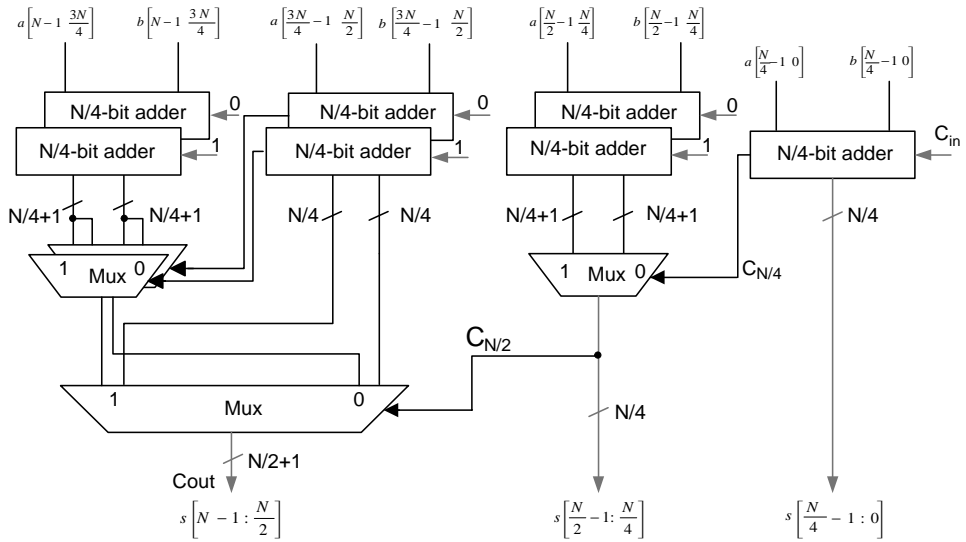 a[N-1 3N/4] b[N-1 3N/4] a[3N/4-1 N/2] b[3N/4-1 N/2] a[N/2-1 N/4] b[N/2-1 N/4]
a[N/4-1 0] b[N/4-1 0]
N/4-bit adder 0 N/4-bit adder 0 N/4-bit adder 0
N/4-bit adder 1 N/4-bit adder 1 N/4-bit adder 1 N/4-bit adder Cin
N/4+1 N/4+1 N/4 N/4 N/4+1 N/4+1 N/4
1 Mux 0 1 Mux 0 CN/4
CN/2
1 Mux 0 N/4
N/2+1
Cout
s[N-1:N/2] s[N/2-1:N/4] s[N/4-1:0]